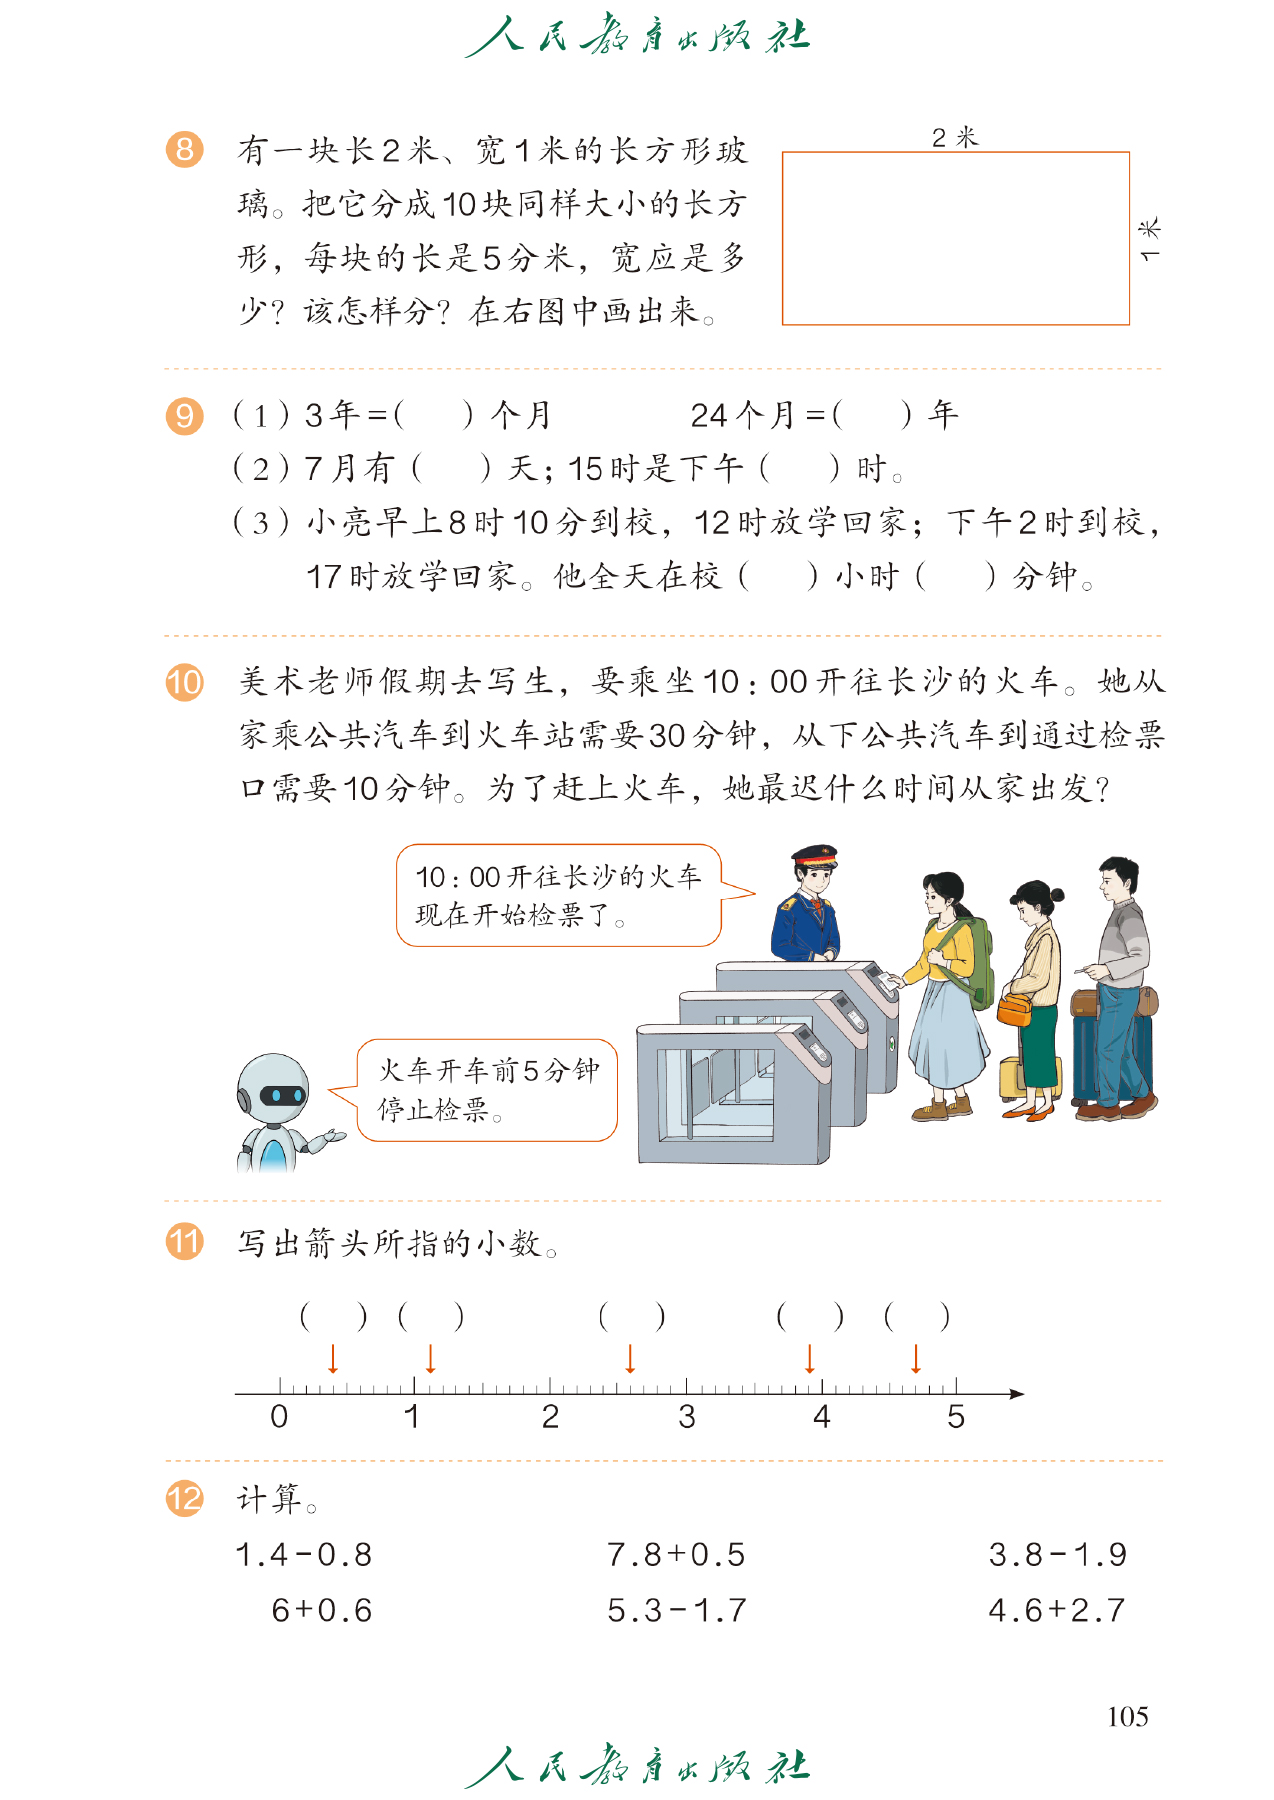 人民教育出版社
8 有一块长2米、宽1米的长方形玻
璃。把它分成10块同样大小的长方
形，每块的长是5分米，宽应是多
少？该怎样分？在右图中画出来。
2米
1米
9 （1）3年=(　　)个月　　24个月=(　　)年
（2）7月有（　　）天；15时是下午（　　）时。
（3）小亮早上8时10分到校，12时放学回家；下午2时到校，
17时放学回家。他全天在校（　　）小时（　　）分钟。
10 美术老师假期去写生，要乘坐10：00开往长沙的火车。她从
家乘公共汽车到火车站需要30分钟，从下公共汽车到通过检票
口需要10分钟。为了赶上火车，她最迟什么时间从家出发？
10：00开往长沙的火车
现在开始检票了。
火车开车前5分钟
停止检票。
11 写出箭头所指的小数。
(　　) (　　) (　　) (　　) (　　)
0 1 2 3 4 5
12 计算。
1.4−0.8　　7.8+0.5　　3.8−1.9
6+0.6　　5.3−1.7　　4.6+2.7
105
人民教育出版社